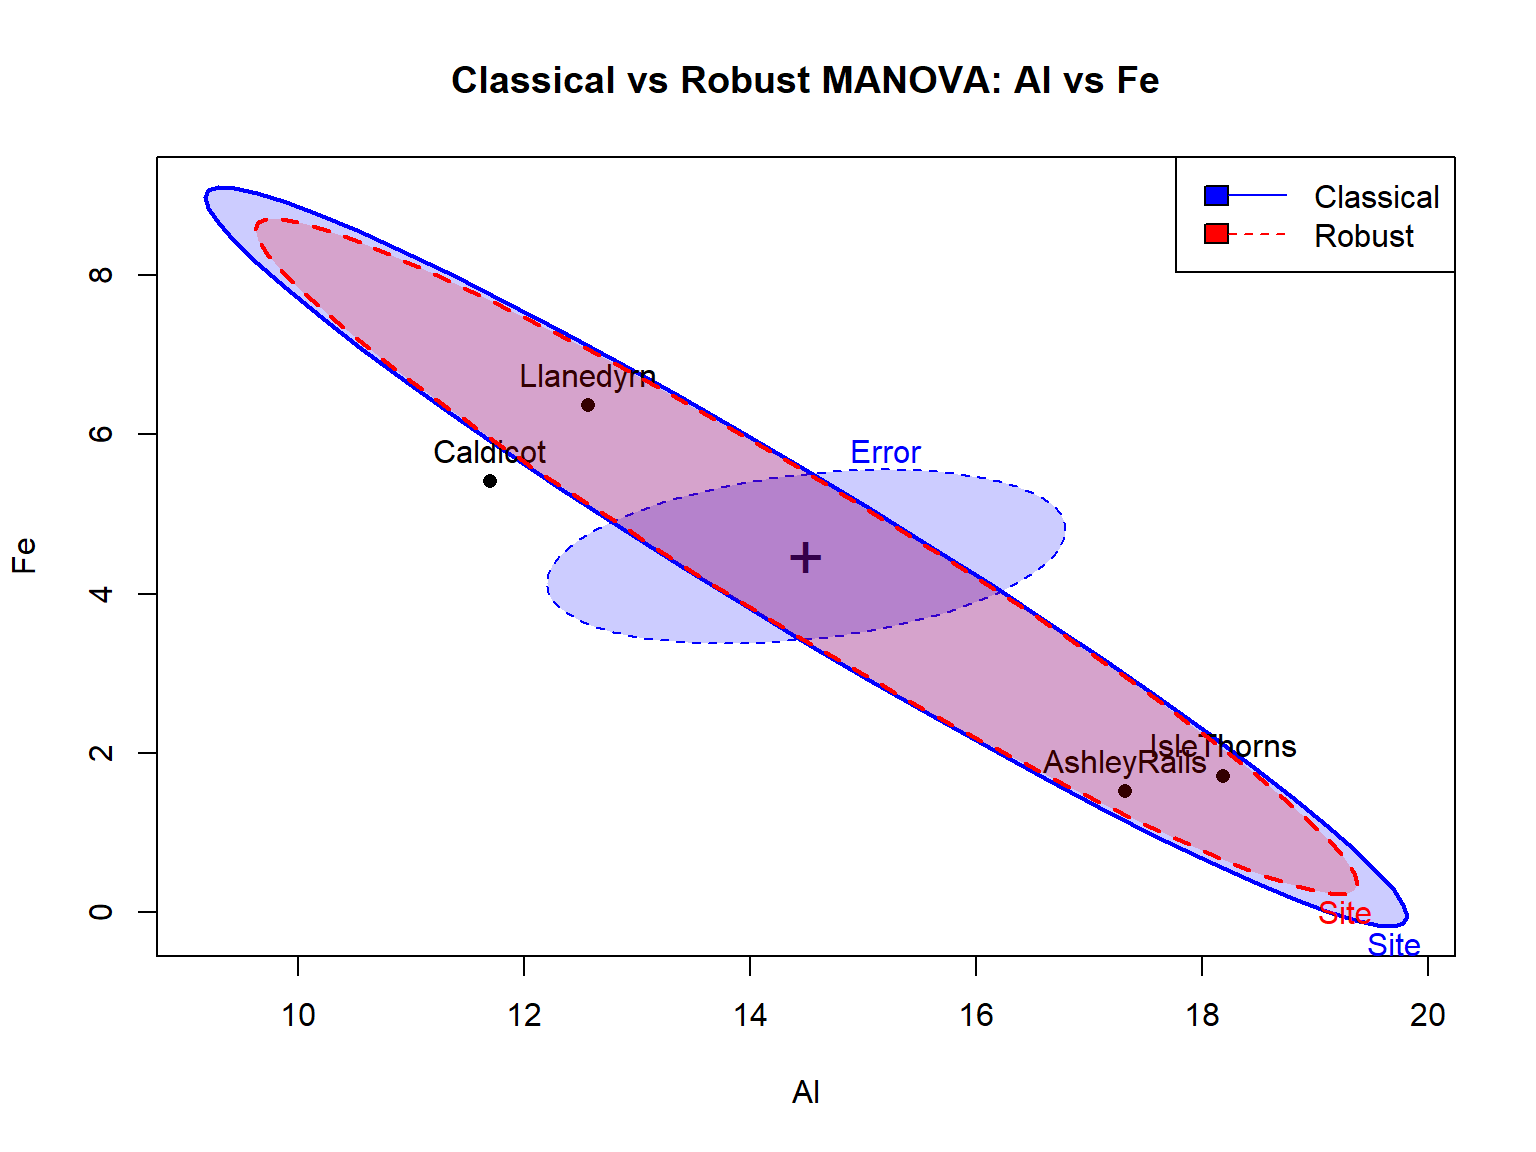 Classical vs Robust MANOVA: Al vs Fe
Classical
Robust
8
Llanedyrn
6
Caldicot
Error
Fe
4
2
IsleThorns
AshleyRails
0
Site
Site
10
12
14
16
18
20
Al